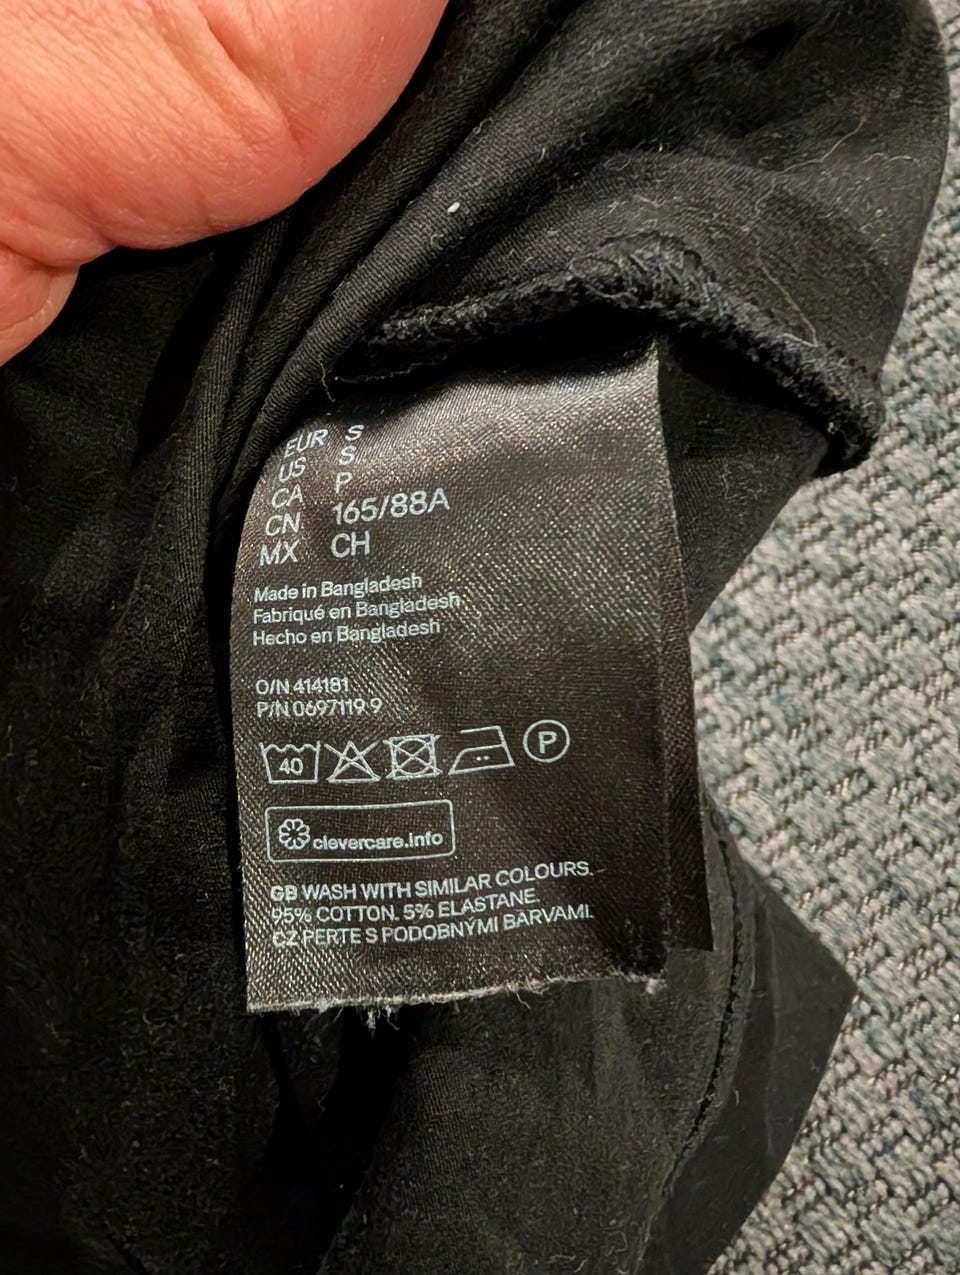 EUR S
US S
CA P
CN 165/88A
MX CH
Made in Bangladesh
Fabriqué en Bangladesh
Hecho en Bangladesh
O/N 414181
P/N 0697119 9
40 P
clevercare.info
GB WASH WITH SIMILAR COLOURS.
95% COTTON. 5% ELASTANE.
CZ PERTE S PODOBNÝMI BARVAMI.